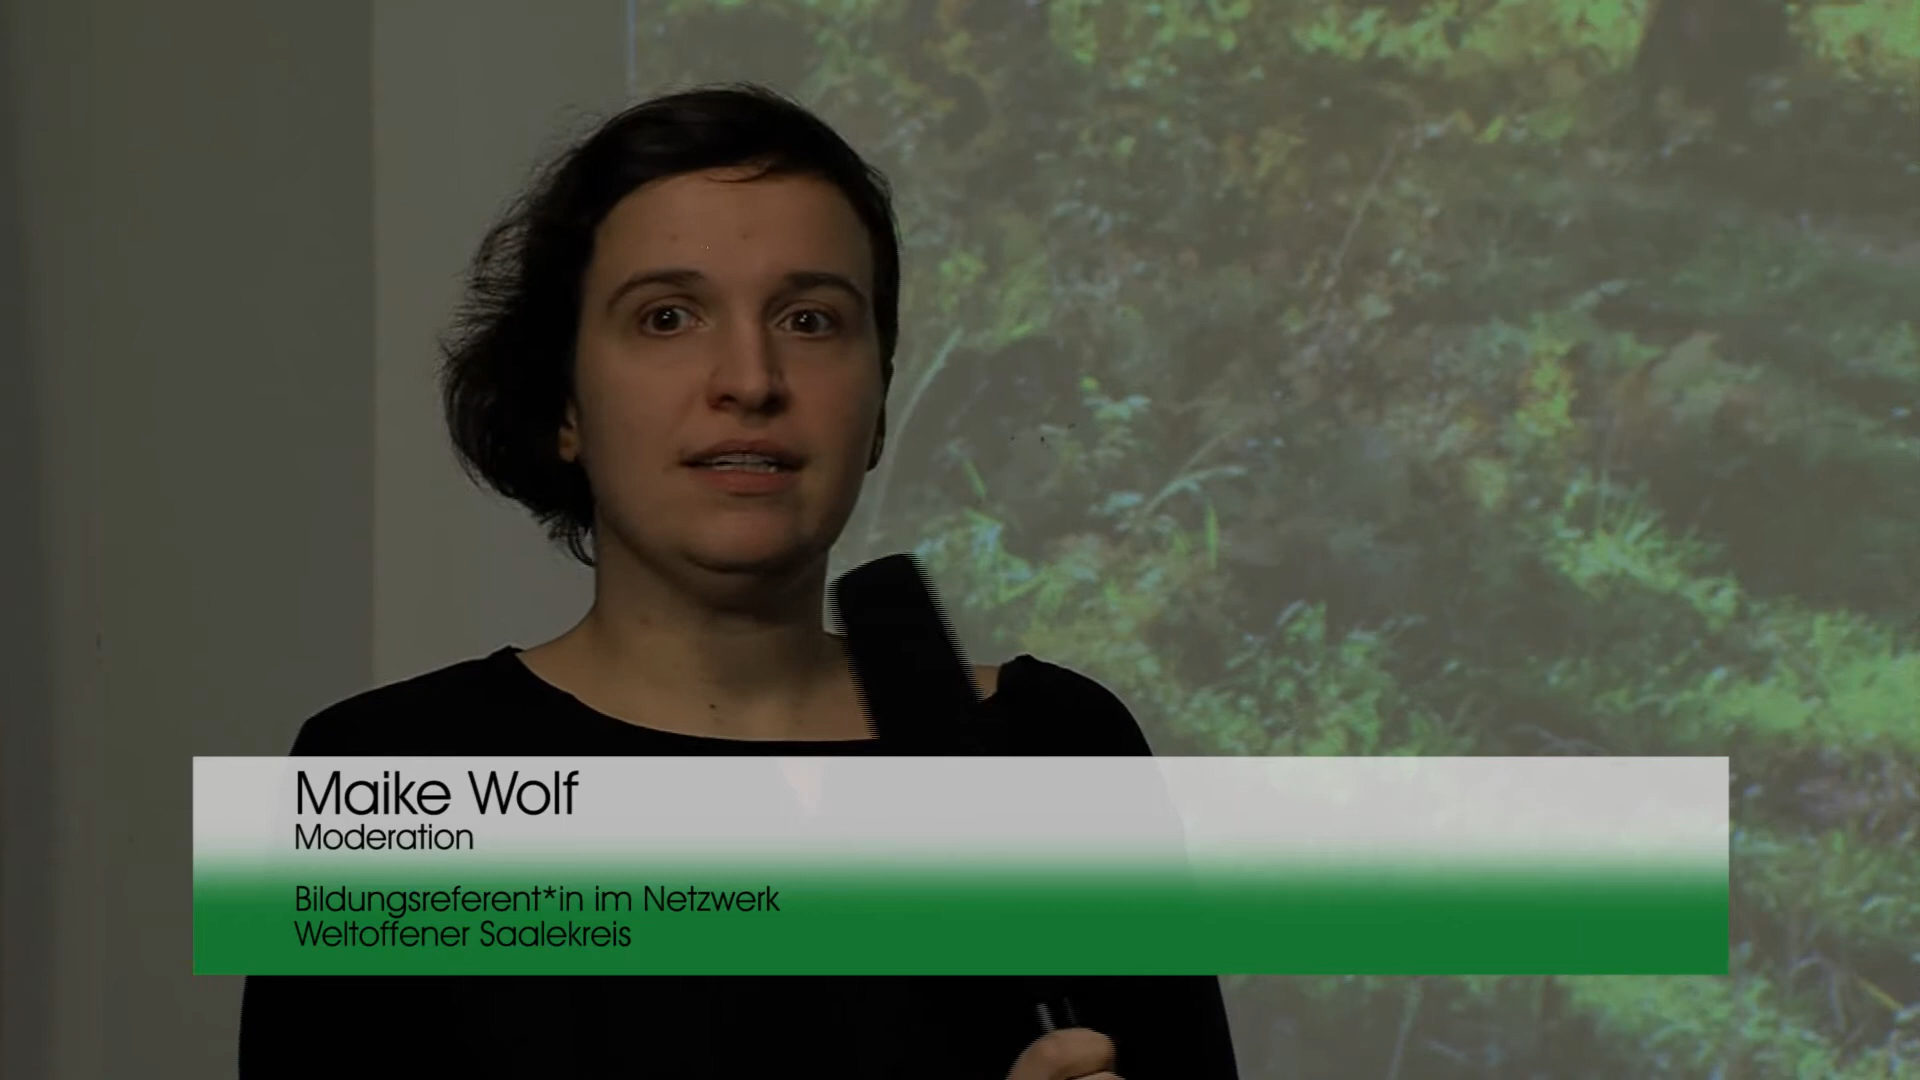 Maike Wolf
Moderation
Bildungsreferent*in im Netzwerk
Weltoffener Saalekreis